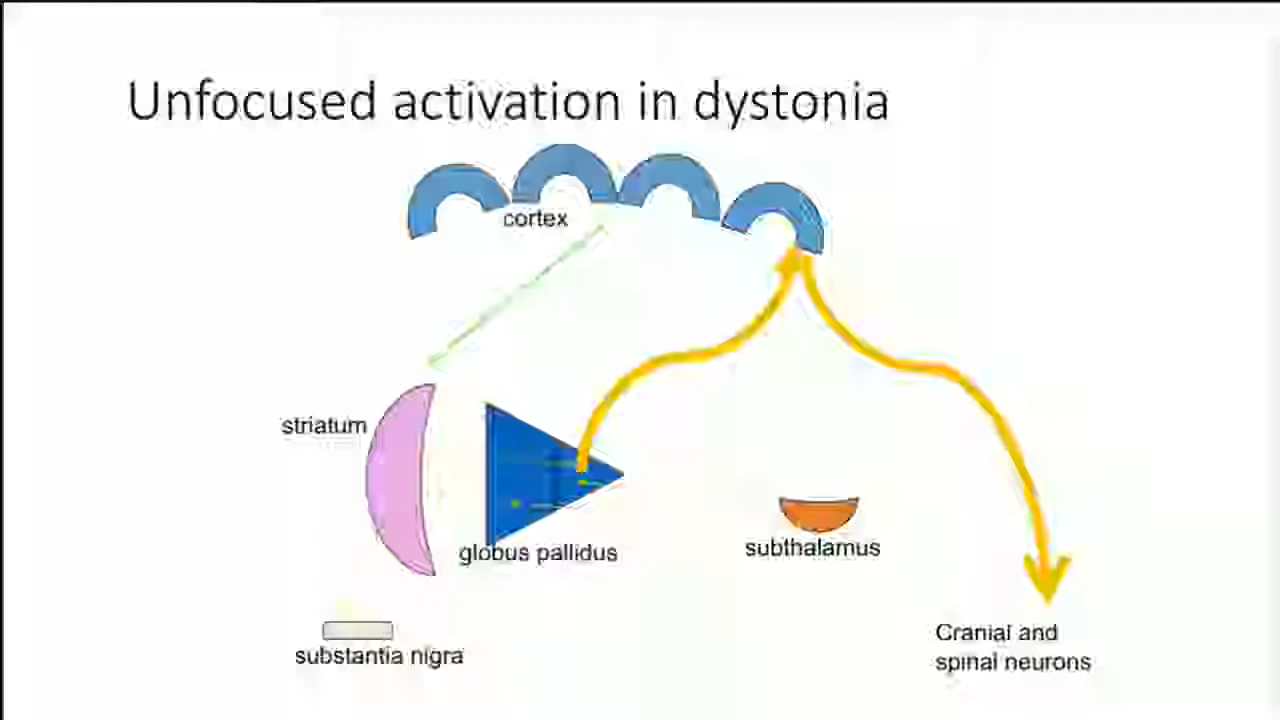 Unfocused activation in dystonia
cortex
striatum
globus pallidus
subthalamus
substantia nigra
Cranial and
spinal neurons